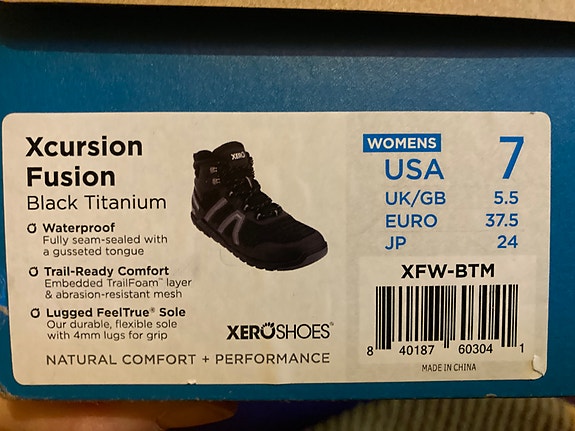 Xcursion
Fusion
Black Titanium
Waterproof
Fully seam-sealed with
a gusseted tongue
Trail-Ready Comfort
Embedded TrailFoam™ layer
& abrasion-resistant mesh
Lugged FeelTrue® Sole
Our durable, flexible sole
with 4mm lugs for grip
XERO
XEROSHOES®
NATURAL COMFORT + PERFORMANCE
WOMENS
USA 7
UK/GB 5.5
EURO 37.5
JP 24
XFW-BTM
8 40187 60304 1
MADE IN CHINA